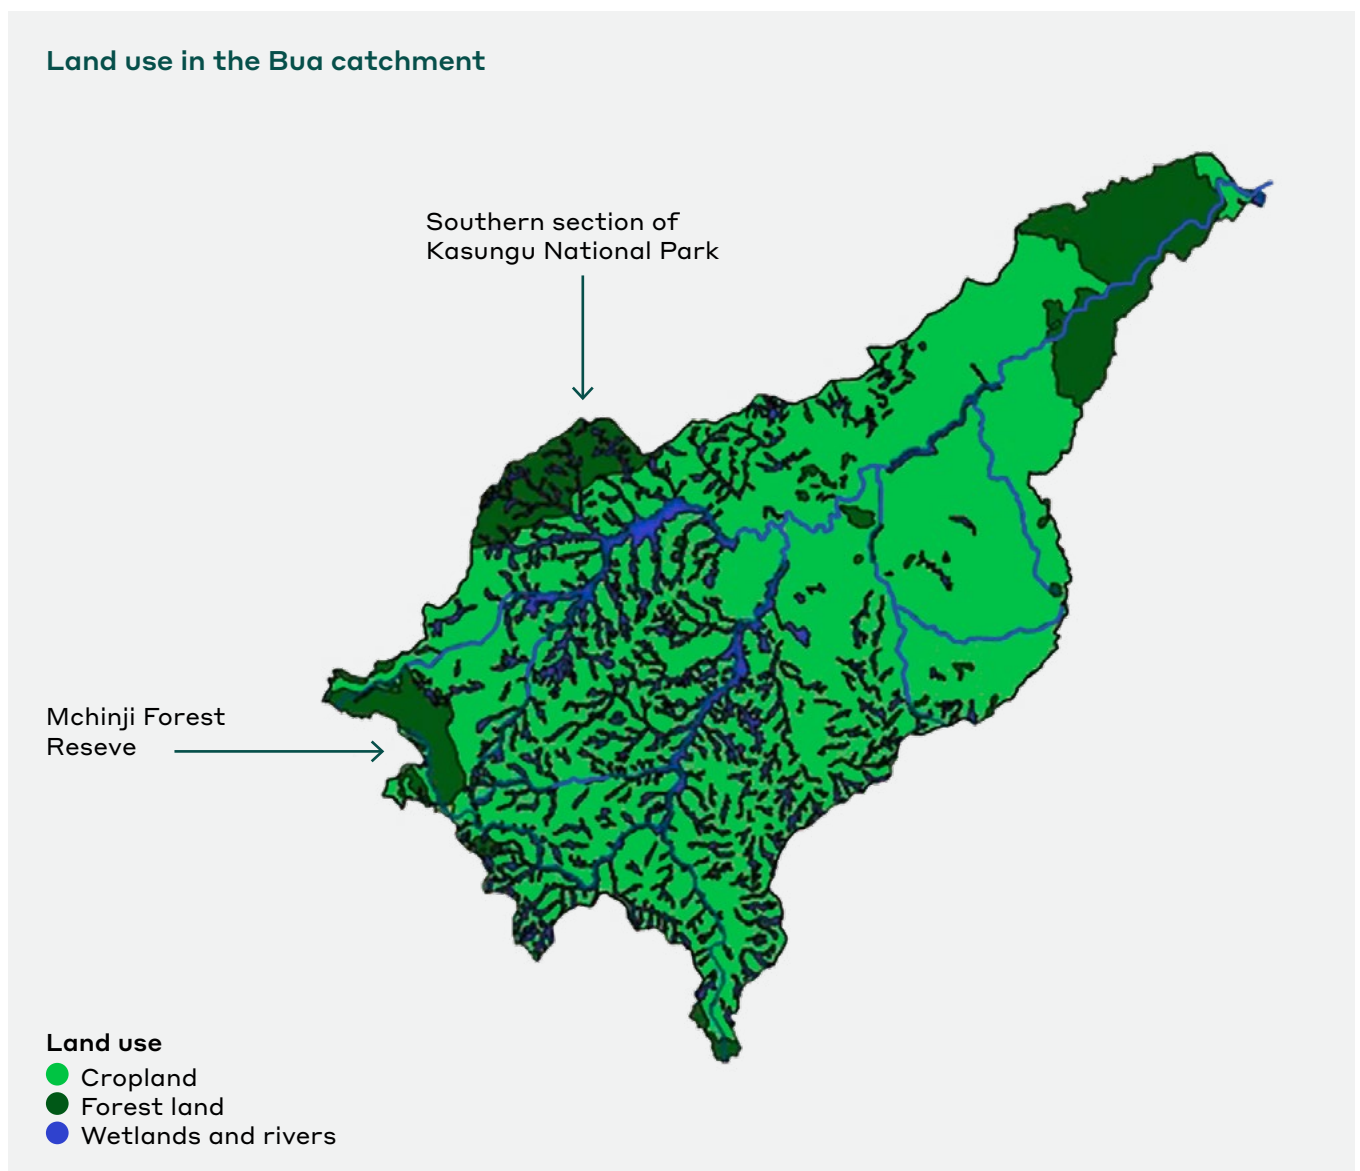 Land use in the Bua catchment
Southern section of
Kasungu National Park
Mchinji Forest
Reseve
Land use
Cropland
Forest land
Wetlands and rivers